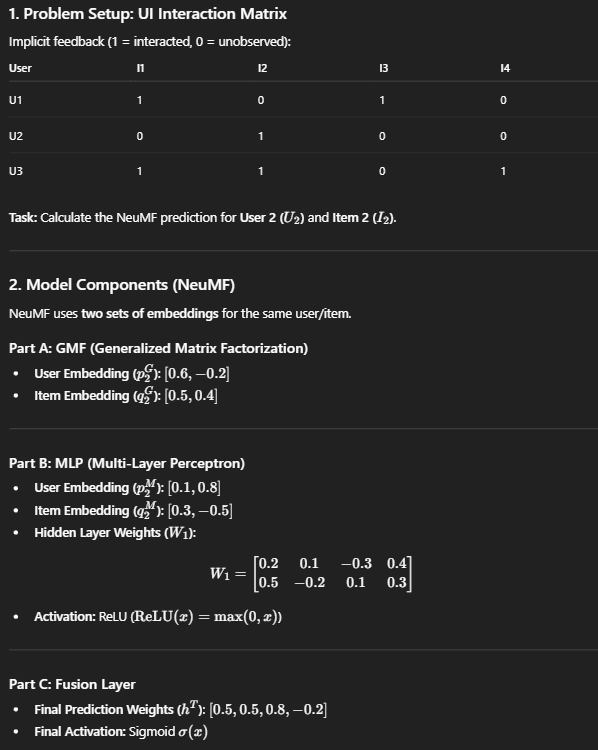 1. Problem Setup: UI Interaction Matrix
Implicit feedback (1 = interacted, 0 = unobserved):
User I1 I2 I3 I4
U1 1 0 1 0
U2 0 1 0 0
U3 1 1 0 1
Task: Calculate the NeuMF prediction for User 2 (U₂) and Item 2 (I₂).
2. Model Components (NeuMF)
NeuMF uses two sets of embeddings for the same user/item.
Part A: GMF (Generalized Matrix Factorization)
• User Embedding (p₂ᴳ): [0.6, −0.2]
• Item Embedding (q₂ᴳ): [0.5, 0.4]
Part B: MLP (Multi-Layer Perceptron)
• User Embedding (p₂ᴹ): [0.1, 0.8]
• Item Embedding (q₂ᴹ): [0.3, −0.5]
• Hidden Layer Weights (W₁):
W₁ = [0.2 0.1 −0.3 0.4
0.5 −0.2 0.1 0.3]
• Activation: ReLU (ReLU(x) = max(0, x))
Part C: Fusion Layer
• Final Prediction Weights (hᵀ): [0.5, 0.5, 0.8, −0.2]
• Final Activation: Sigmoid σ(x)